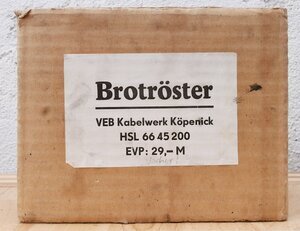 Brotröster
VEB Kabelwerk Köpenick
HSL 66 45 200
EVP: 29,– M